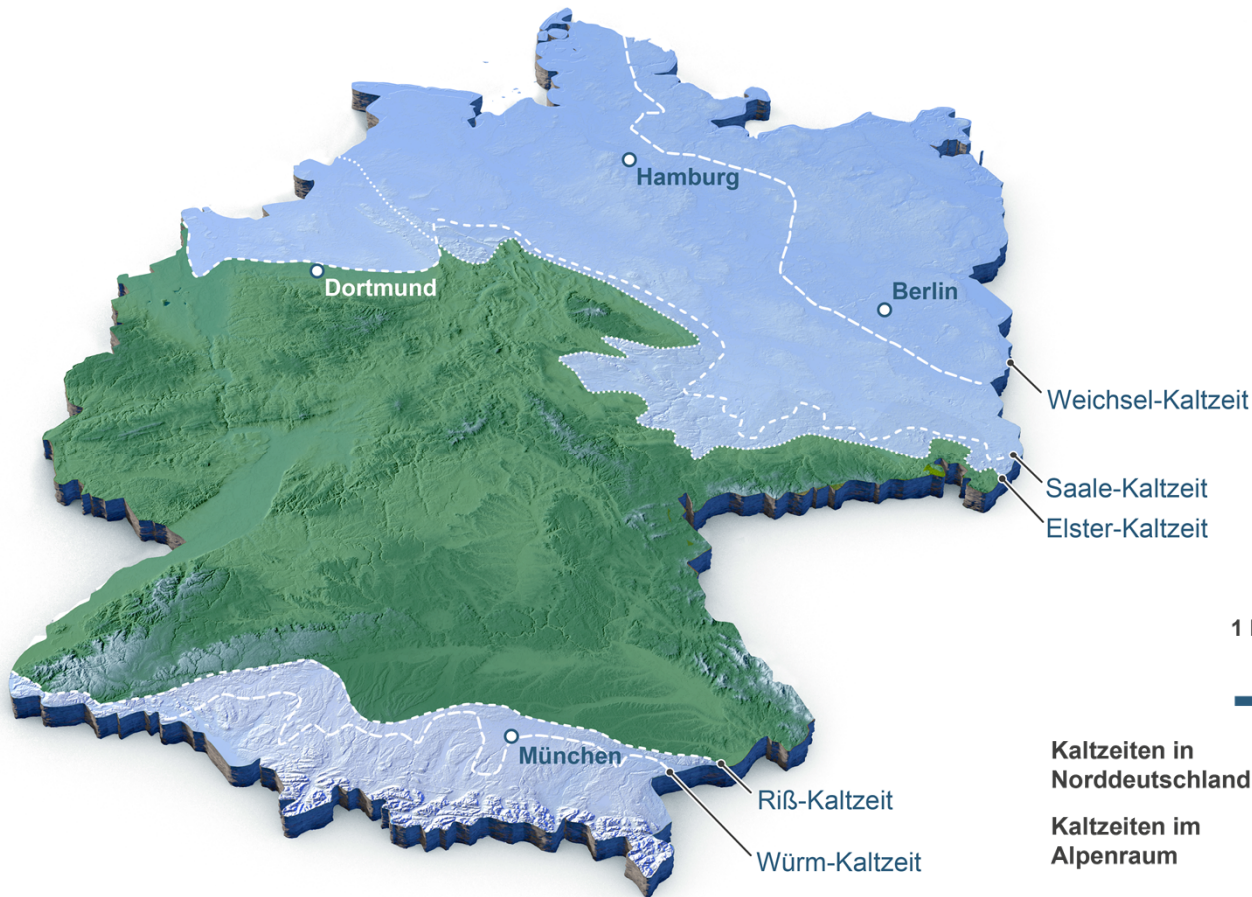 Hamburg
Dortmund
Berlin
Weichsel-Kaltzeit
Saale-Kaltzeit
Elster-Kaltzeit
1
München
Riß-Kaltzeit
Würm-Kaltzeit
Kaltzeiten in
Norddeutschland
Kaltzeiten im
Alpenraum